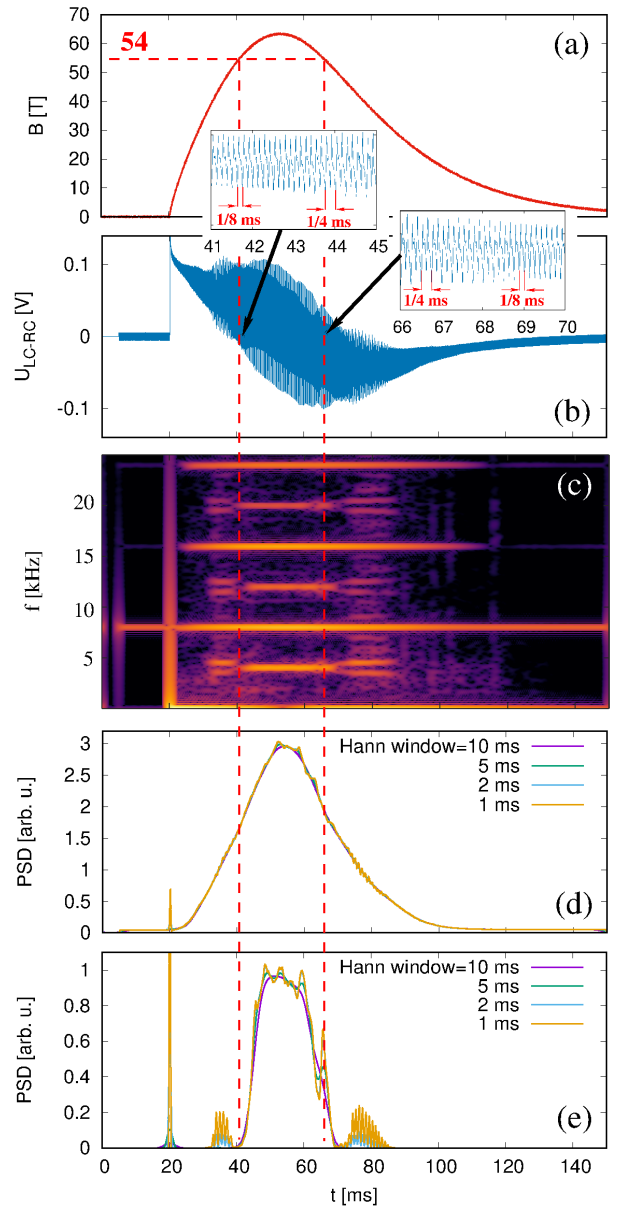 70
60
50
40
30
20
10
0
B [T]
54
(a)
1/8 ms
1/4 ms
41 42 43 44 45
1/4 ms
1/8 ms
66 67 68 69 70
0.1
0
-0.1
U_LC-RC [V]
(b)
20
15
10
5
f [kHz]
(c)
3
2.5
2
1.5
1
0.5
0
PSD [arb. u.]
Hann window=10 ms
5 ms
2 ms
1 ms
(d)
1
0.8
0.6
0.4
0.2
0
PSD [arb. u.]
Hann window=10 ms
5 ms
2 ms
1 ms
(e)
0 20 40 60 80 100 120 140
t [ms]